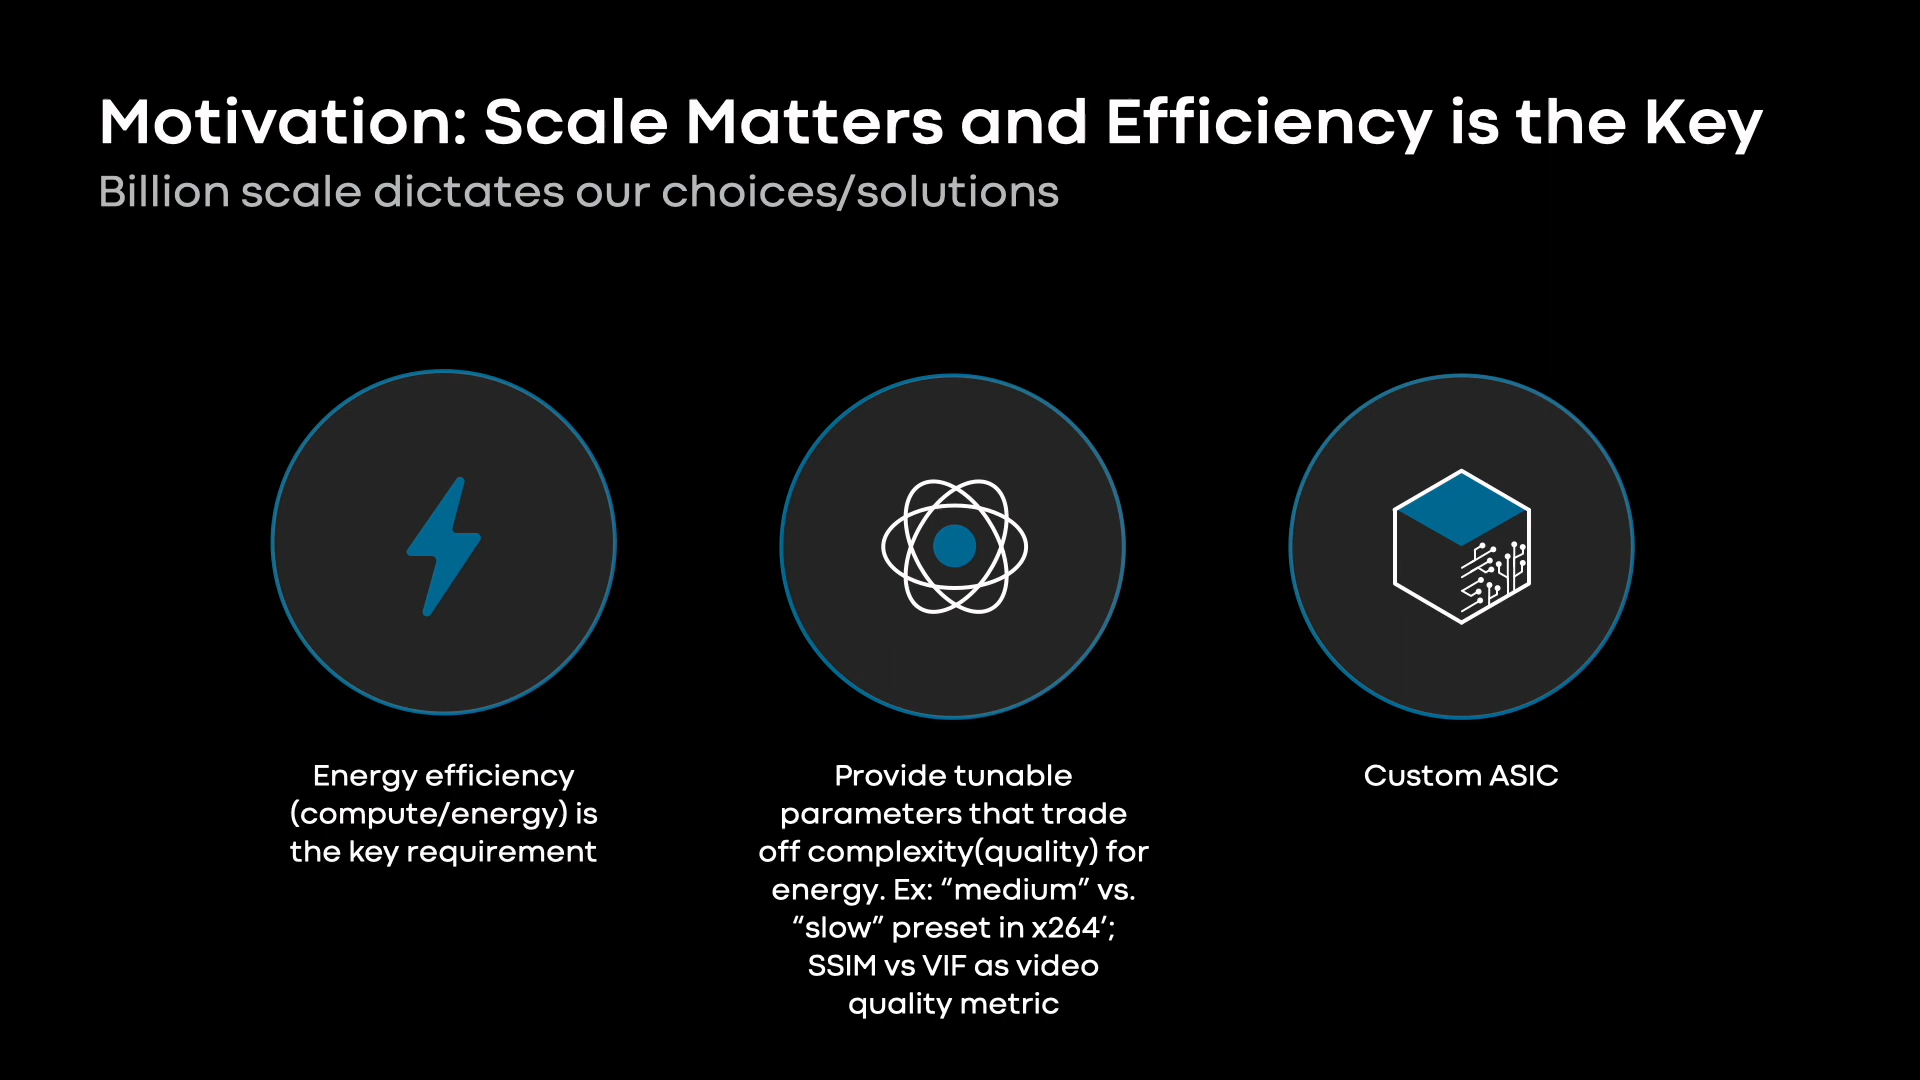 Motivation: Scale Matters and Efficiency is the Key
Billion scale dictates our choices/solutions
Energy efficiency
(compute/energy) is
the key requirement
Provide tunable
parameters that trade
off complexity(quality) for
energy. Ex: “medium” vs.
“slow” preset in x264’;
SSIM vs VIF as video
quality metric
Custom ASIC